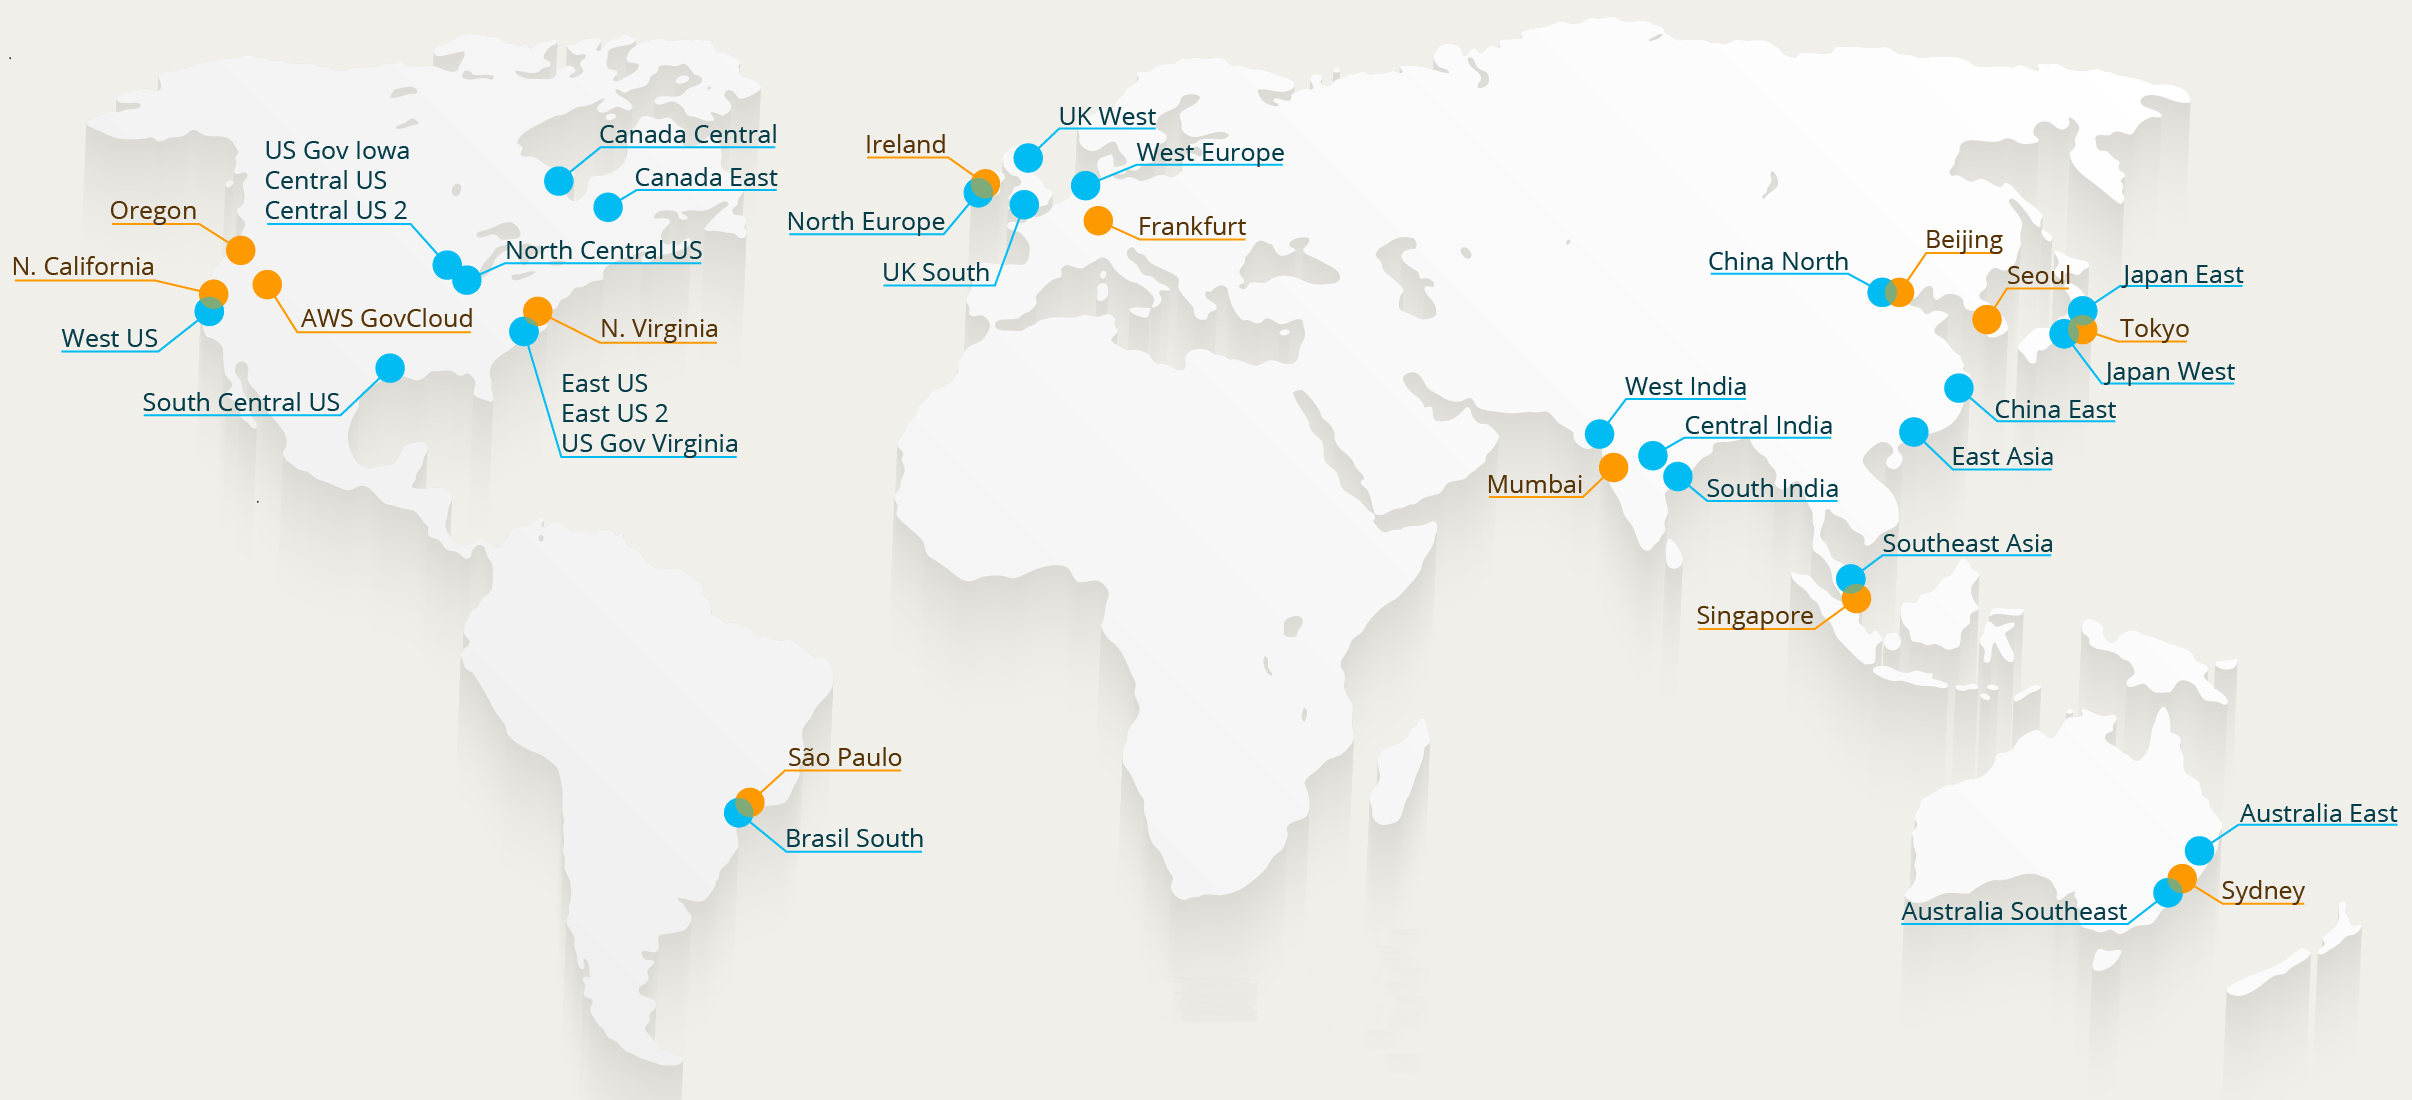 Oregon
N. California
West US
US Gov Iowa
Central US
Central US 2
AWS GovCloud
South Central US
Canada Central
Canada East
North Central US
N. Virginia
East US
East US 2
US Gov Virginia
São Paulo
Brasil South
Ireland
North Europe
UK South
UK West
West Europe
Frankfurt
West India
Central India
Mumbai
South India
China North
Beijing
Seoul
Japan East
Tokyo
Japan West
China East
East Asia
Southeast Asia
Singapore
Australia East
Sydney
Australia Southeast